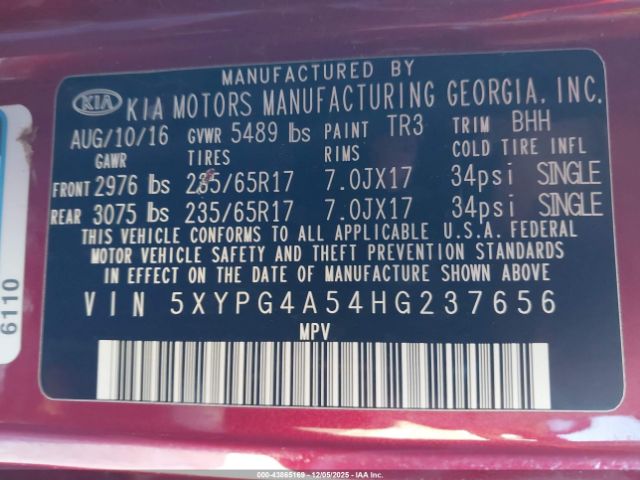 MANUFACTURED BY
KIA KIA MOTORS MANUFACTURING GEORGIA, INC.
AUG/10/16 GVWR 5489 lbs PAINT TR3 TRIM BHH
GAWR TIRES RIMS COLD TIRE INFL
FRONT 2976 lbs 235/65R17 7.0JX17 34psi SINGLE
REAR 3075 lbs 235/65R17 7.0JX17 34psi SINGLE
THIS VEHICLE CONFORMS TO ALL APPLICABLE U.S.A. FEDERAL
MOTOR VEHICLE SAFETY AND THEFT PREVENTION STANDARDS
IN EFFECT ON THE DATE OF MANUFACTURE SHOWN ABOVE
VIN 5XYPG4A54HG237656
MPV
6110
000-43865169 - 12/05/2025 - IAAI Inc.